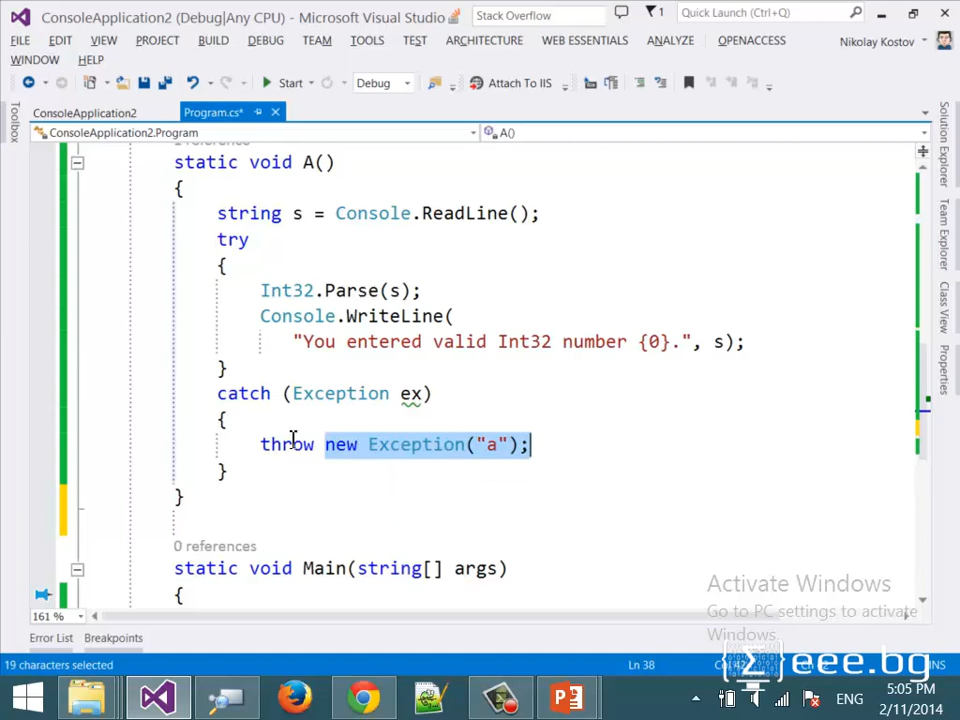 ConsoleApplication2 (Debug|Any CPU) - Microsoft Visual Studio
Stack Overflow
1
Quick Launch (Ctrl+Q)
FILE EDIT VIEW PROJECT BUILD DEBUG TEAM TOOLS TEST ARCHITECTURE WEB ESSENTIALS ANALYZE OPENACCESS
Nikolay Kostov
WINDOW HELP
Start Debug Attach To IIS
ConsoleApplication2 Program.cs*
ConsoleApplication2.Program A()
Toolbox
Solution Explorer
Team Explorer
Class View
Properties
static void A()
{
string s = Console.ReadLine();
try
{
Int32.Parse(s);
Console.WriteLine(
"You entered valid Int32 number {0}.", s);
}
catch (Exception ex)
{
throw new Exception("a");
}
}
0 references
static void Main(string[] args)
{
Activate Windows
Go to PC settings to activate
Windows.
161 %
Error List Breakpoints
19 characters selected Ln 38 INS
eee.bg
ENG
5:05 PM
2/11/2014